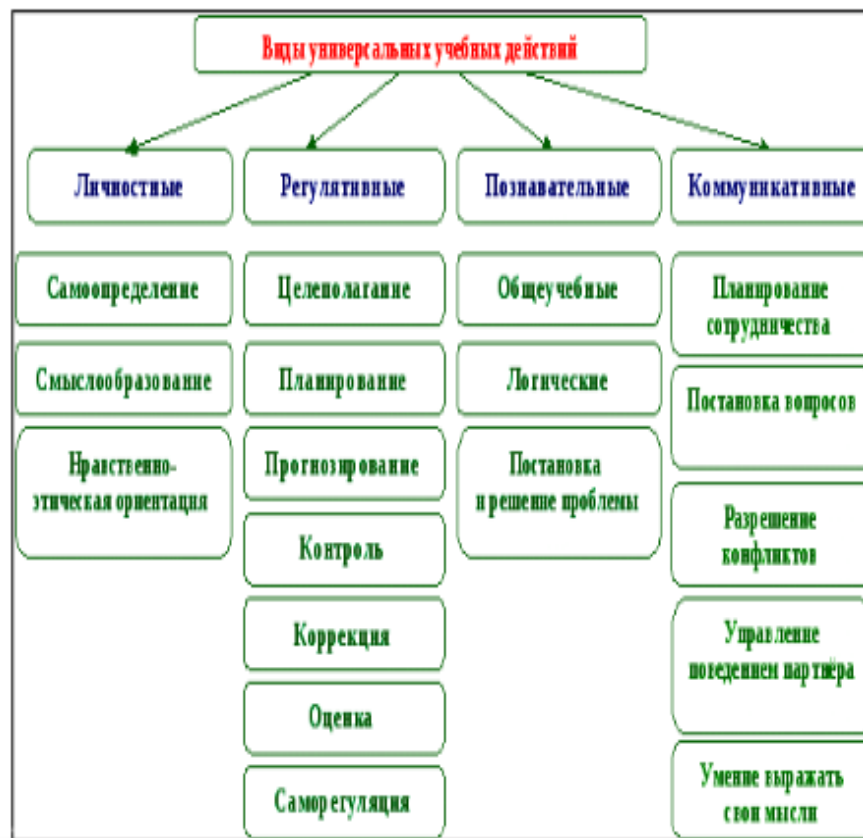 Виды универсальных учебных действий
Личностные
Регулятивные
Познавательные
Коммуникативные
Самоопределение
Смыслообразование
Нравственно-
этическая ориентация
Целеполагание
Планирование
Прогнозирование
Контроль
Коррекция
Оценка
Саморегуляция
Общеучебные
Логические
Постановка
и решение проблемы
Планирование
сотрудничества
Постановка вопросов
Разрешение
конфликтов
Управление
поведением партнёра
Умение выражать
свои мысли